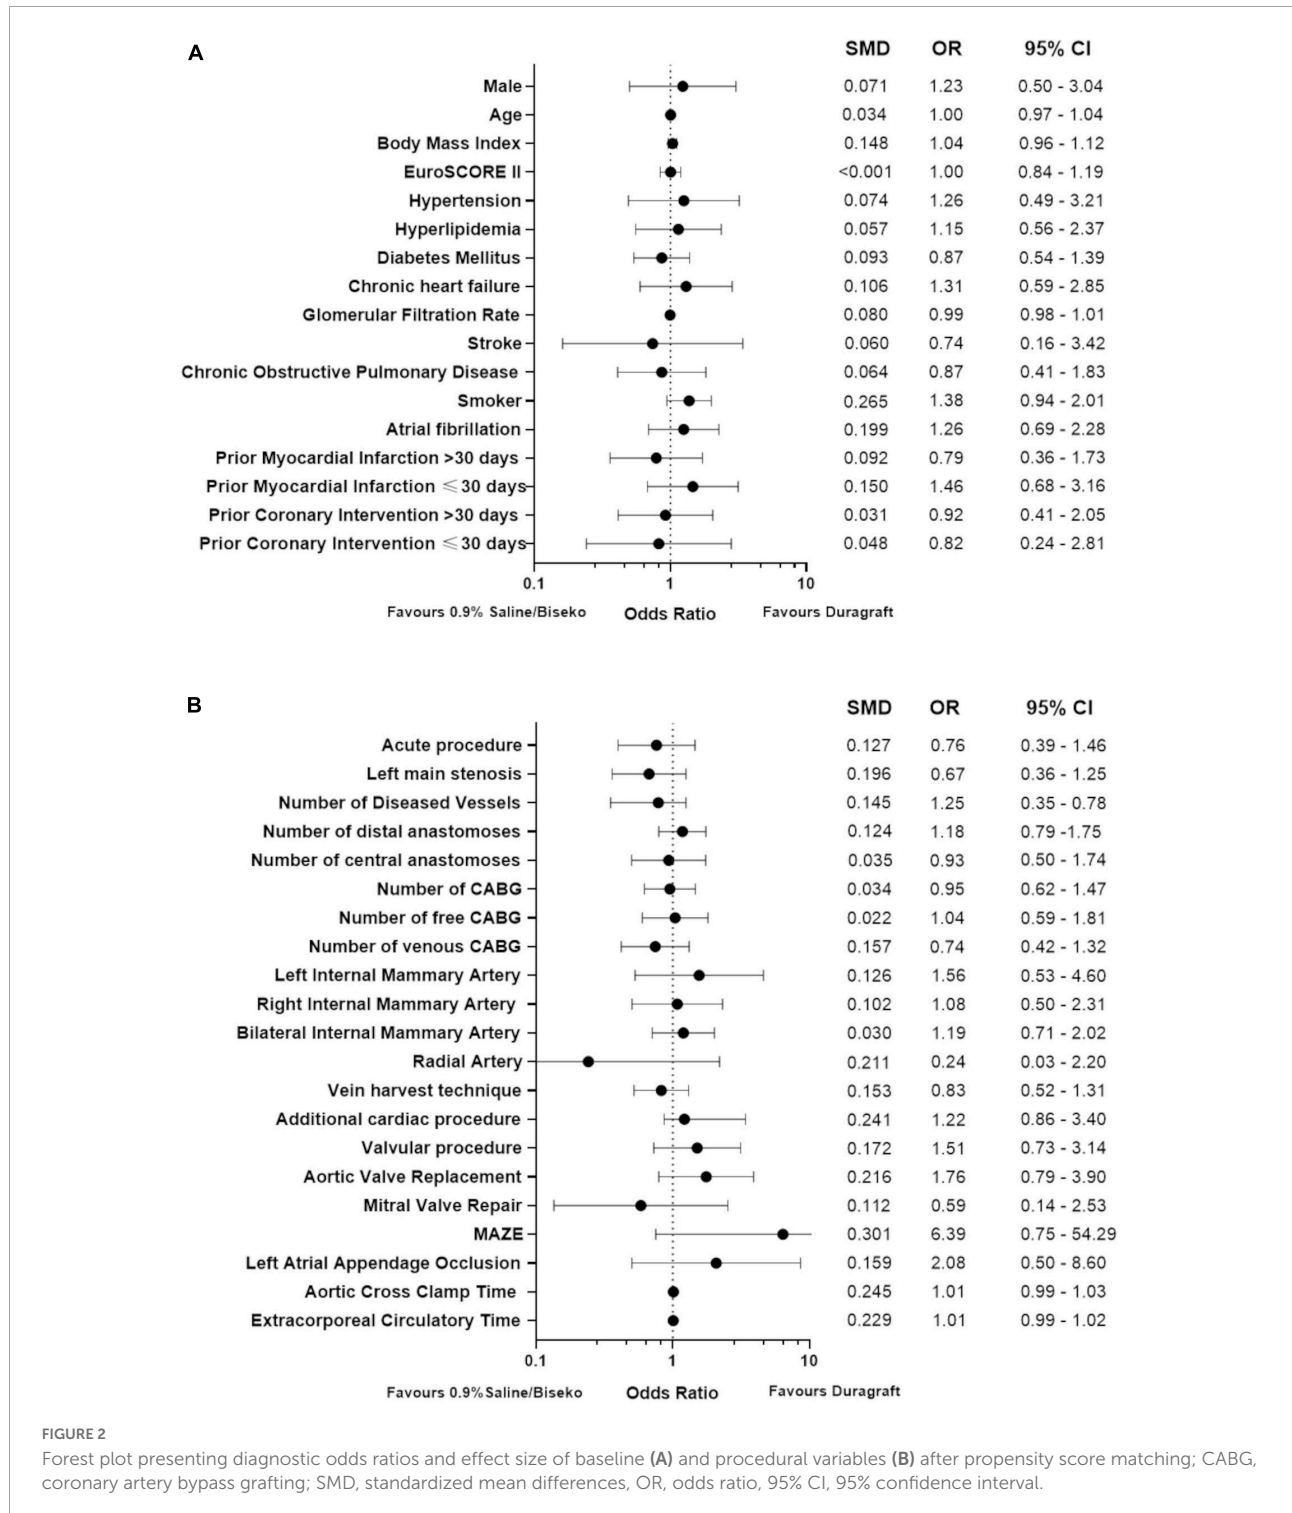 A
SMD OR 95% CI
Male 0.071 1.23 0.50 - 3.04
Age 0.034 1.00 0.97 - 1.04
Body Mass Index 0.148 1.04 0.96 - 1.12
EuroSCORE II <0.001 1.00 0.84 - 1.19
Hypertension 0.074 1.26 0.49 - 3.21
Hyperlipidemia 0.057 1.15 0.56 - 2.37
Diabetes Mellitus 0.093 0.87 0.54 - 1.39
Chronic heart failure 0.106 1.31 0.59 - 2.85
Glomerular Filtration Rate 0.080 0.99 0.98 - 1.01
Stroke 0.060 0.74 0.16 - 3.42
Chronic Obstructive Pulmonary Disease 0.064 0.87 0.41 - 1.83
Smoker 0.265 1.38 0.94 - 2.01
Atrial fibrillation 0.199 1.26 0.69 - 2.28
Prior Myocardial Infarction >30 days 0.092 0.79 0.36 - 1.73
Prior Myocardial Infarction ≤30 days 0.150 1.46 0.68 - 3.16
Prior Coronary Intervention >30 days 0.031 0.92 0.41 - 2.05
Prior Coronary Intervention ≤30 days 0.048 0.82 0.24 - 2.81
0.1 1 10
Favours 0.9% Saline/Biseko Odds Ratio Favours Duragraft
B
SMD OR 95% CI
Acute procedure 0.127 0.76 0.39 - 1.46
Left main stenosis 0.196 0.67 0.36 - 1.25
Number of Diseased Vessels 0.145 1.25 0.35 - 0.78
Number of distal anastomoses 0.124 1.18 0.79 -1.75
Number of central anastomoses 0.035 0.93 0.50 - 1.74
Number of CABG 0.034 0.95 0.62 - 1.47
Number of free CABG 0.022 1.04 0.59 - 1.81
Number of venous CABG 0.157 0.74 0.42 - 1.32
Left Internal Mammary Artery 0.126 1.56 0.53 - 4.60
Right Internal Mammary Artery 0.102 1.08 0.50 - 2.31
Bilateral Internal Mammary Artery 0.030 1.19 0.71 - 2.02
Radial Artery 0.211 0.24 0.03 - 2.20
Vein harvest technique 0.153 0.83 0.52 - 1.31
Additional cardiac procedure 0.241 1.22 0.86 - 3.40
Valvular procedure 0.172 1.51 0.73 - 3.14
Aortic Valve Replacement 0.216 1.76 0.79 - 3.90
Mitral Valve Repair 0.112 0.59 0.14 - 2.53
MAZE 0.301 6.39 0.75 - 54.29
Left Atrial Appendage Occlusion 0.159 2.08 0.50 - 8.60
Aortic Cross Clamp Time 0.245 1.01 0.99 - 1.03
Extracorporeal Circulatory Time 0.229 1.01 0.99 - 1.02
0.1 1 10
Favours 0.9% Saline/Biseko Odds Ratio Favours Duragraft
FIGURE 2
Forest plot presenting diagnostic odds ratios and effect size of baseline (A) and procedural variables (B) after propensity score matching; CABG,
coronary artery bypass grafting; SMD, standardized mean differences, OR, odds ratio, 95% CI, 95% confidence interval.